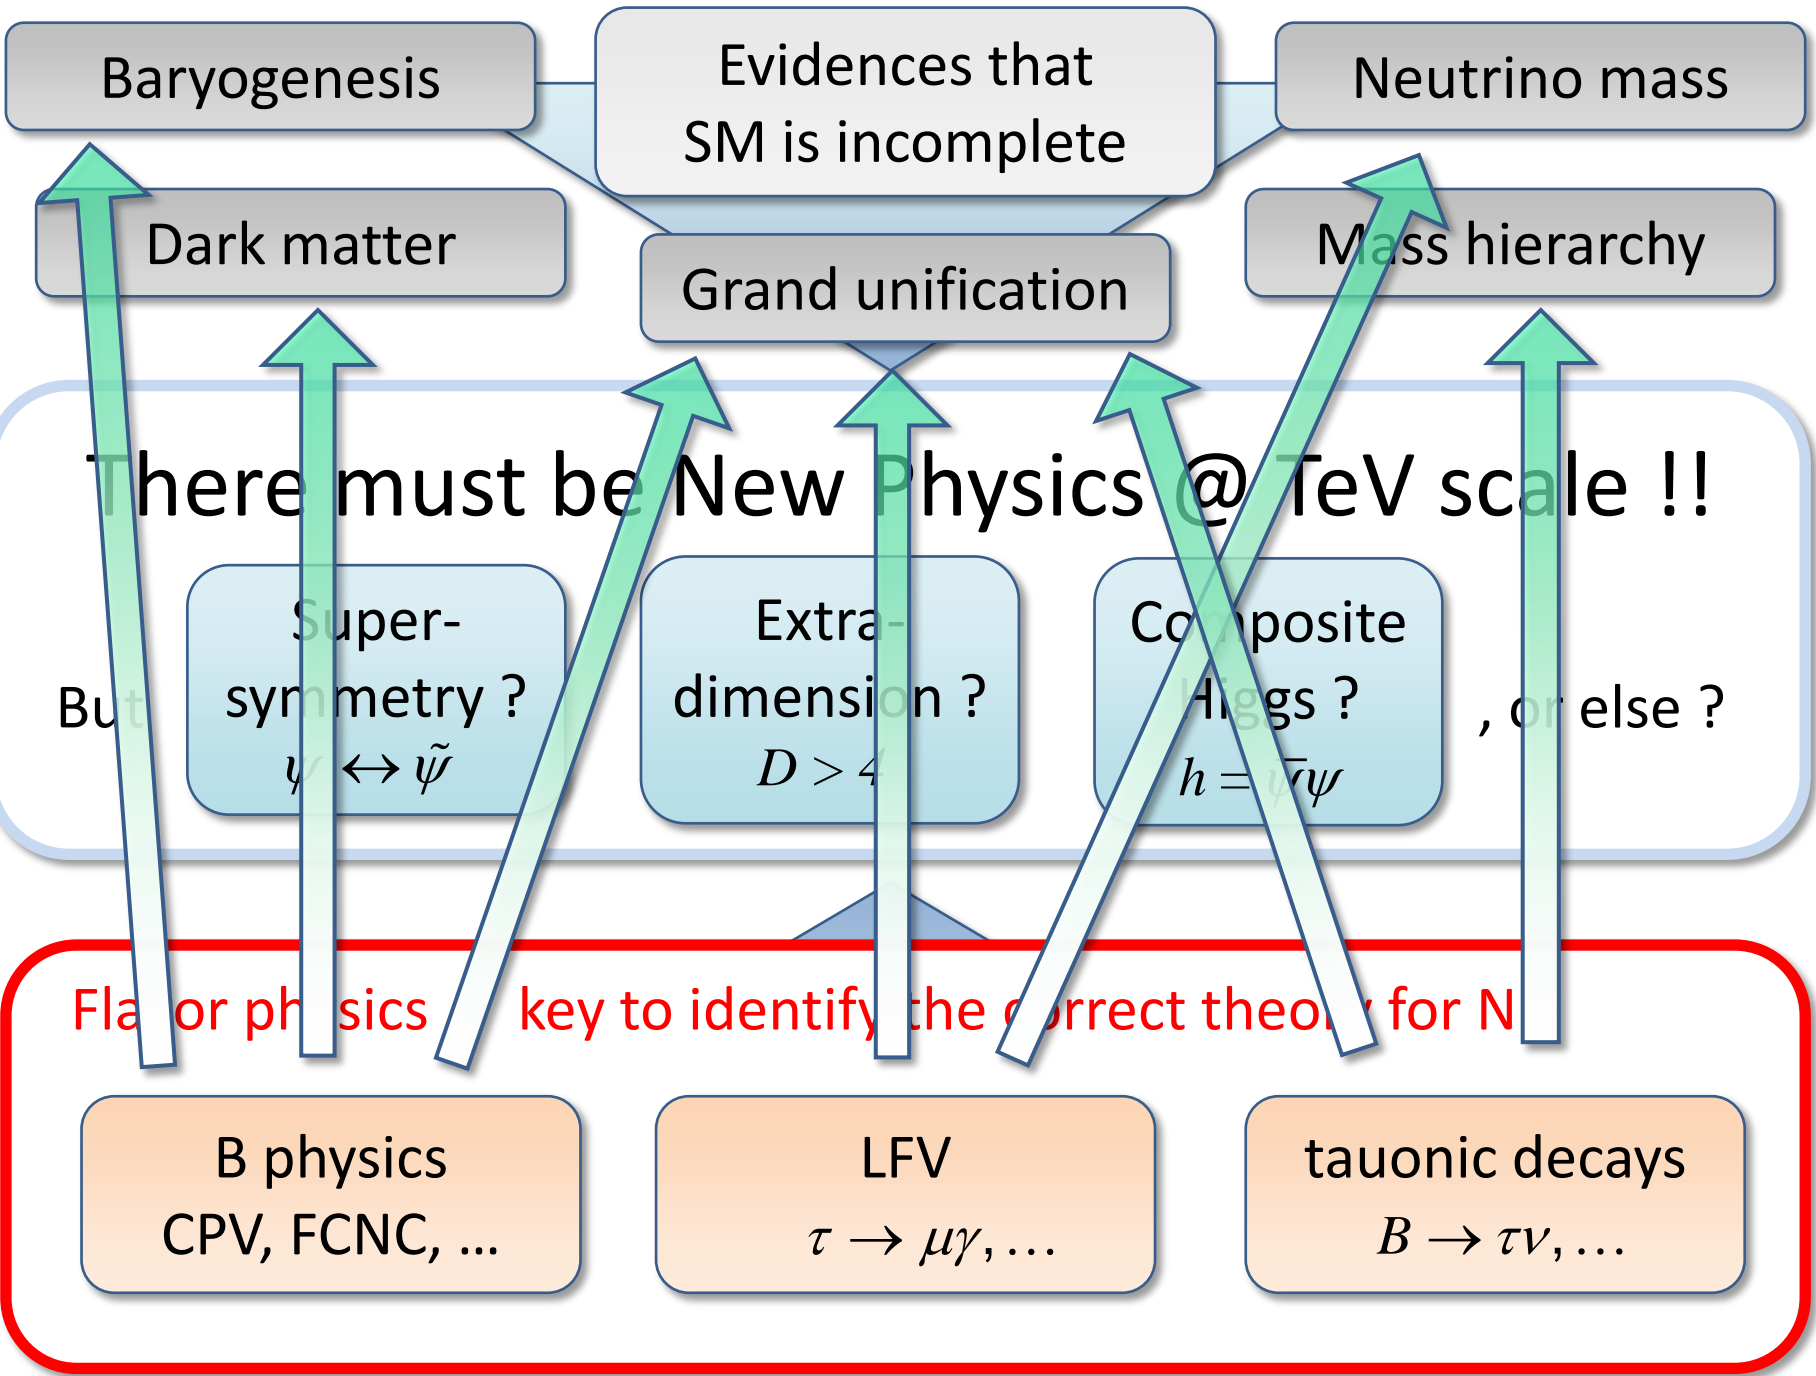 Baryogenesis
Evidences that
SM is incomplete
Neutrino mass
Dark matter
Grand unification
Mass hierarchy
There must be New Physics @ TeV scale !!
But
Super-
symmetry ?
ψ ↔ ψ̃
Extra-
dimension ?
D > 4
Composite
Higgs ?
h = ψ̄ψ
, or else ?
Flavor physics key to identify the correct theory for
B physics
CPV, FCNC, ...
LFV
τ → μγ, ...
tauonic decays
B → τν, ...